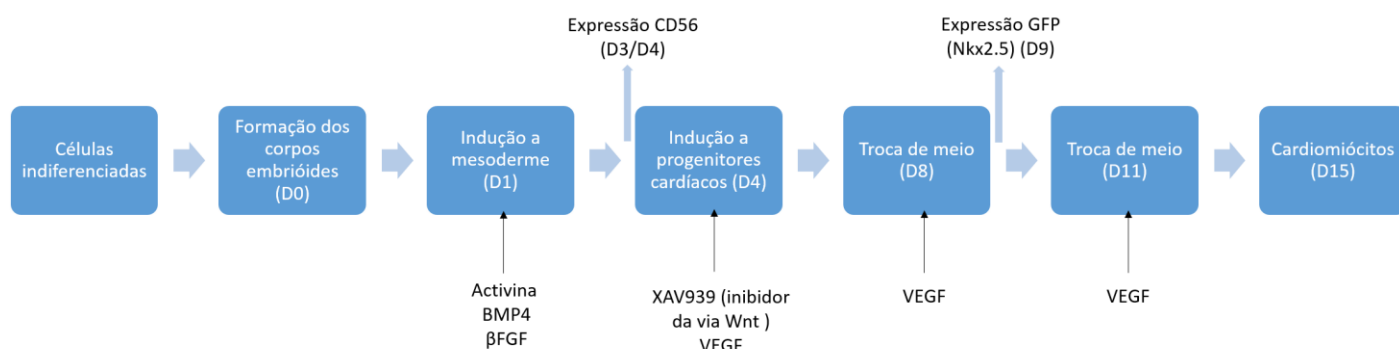 Expressão CD56
(D3/D4)
Expressão GFP
(Nkx2.5) (D9)
Células
indiferenciadas
Formação dos
corpos
embrióides
(D0)
Indução a
mesoderme
(D1)
Indução a
progenitores
cardíacos (D4)
Troca de meio
(D8)
Troca de meio
(D11)
Cardiomiócitos
(D15)
Activina
BMP4
βFGF
XAV939 (inibidor
da via Wnt )
VEGF
VEGF
VEGF